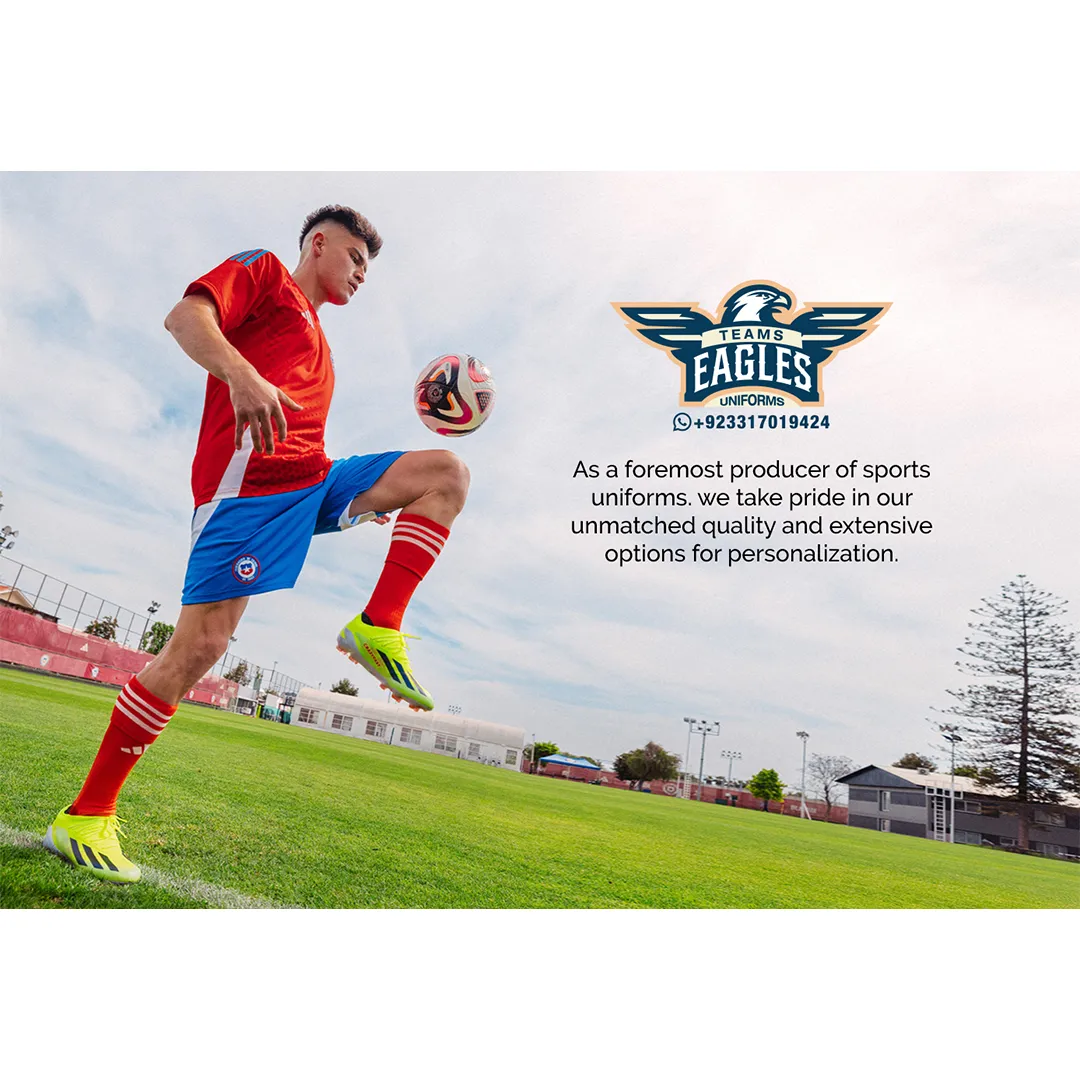 TEAMS
EAGLES
UNIFORMS
+923317019424
As a foremost producer of sports
uniforms. we take pride in our
unmatched quality and extensive
options for personalization.